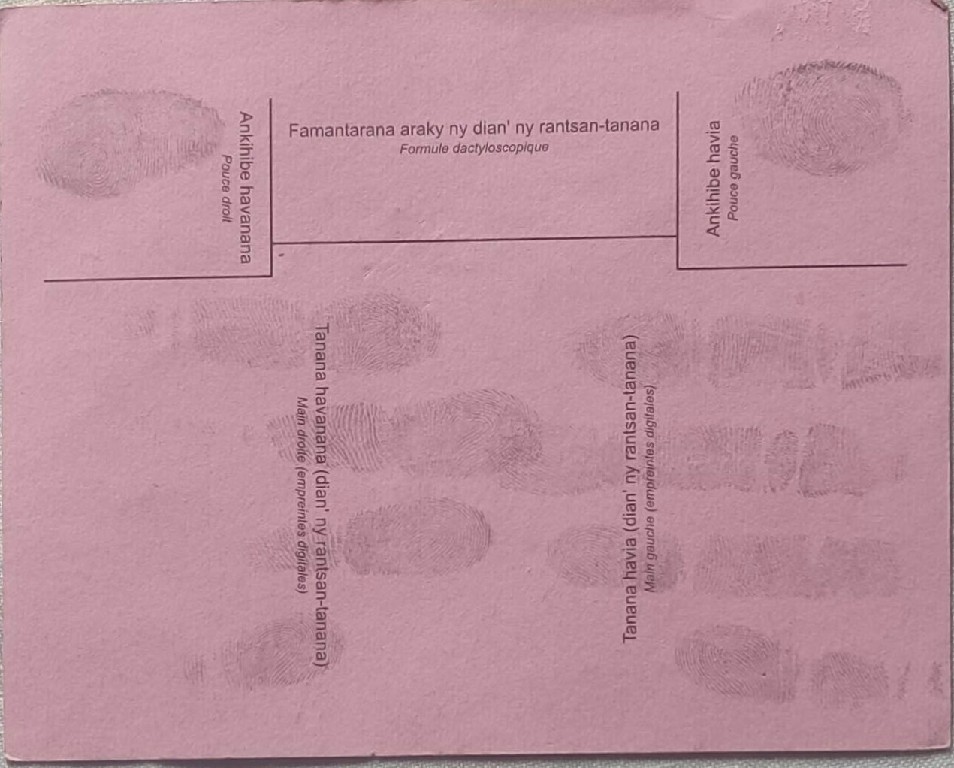 Famantarana araky ny dian' ny rantsan-tanana
Formule dactyloscopique
Ankihibe havanana
Pouce droit
Ankihibe havia
Pouce gauche
Tanana havanana (dian' ny rantsan-tanana)
Main droite (empreintes digitales)
Tanana havia (dian' ny rantsan-tanana)
Main gauche (empreintes digitales)